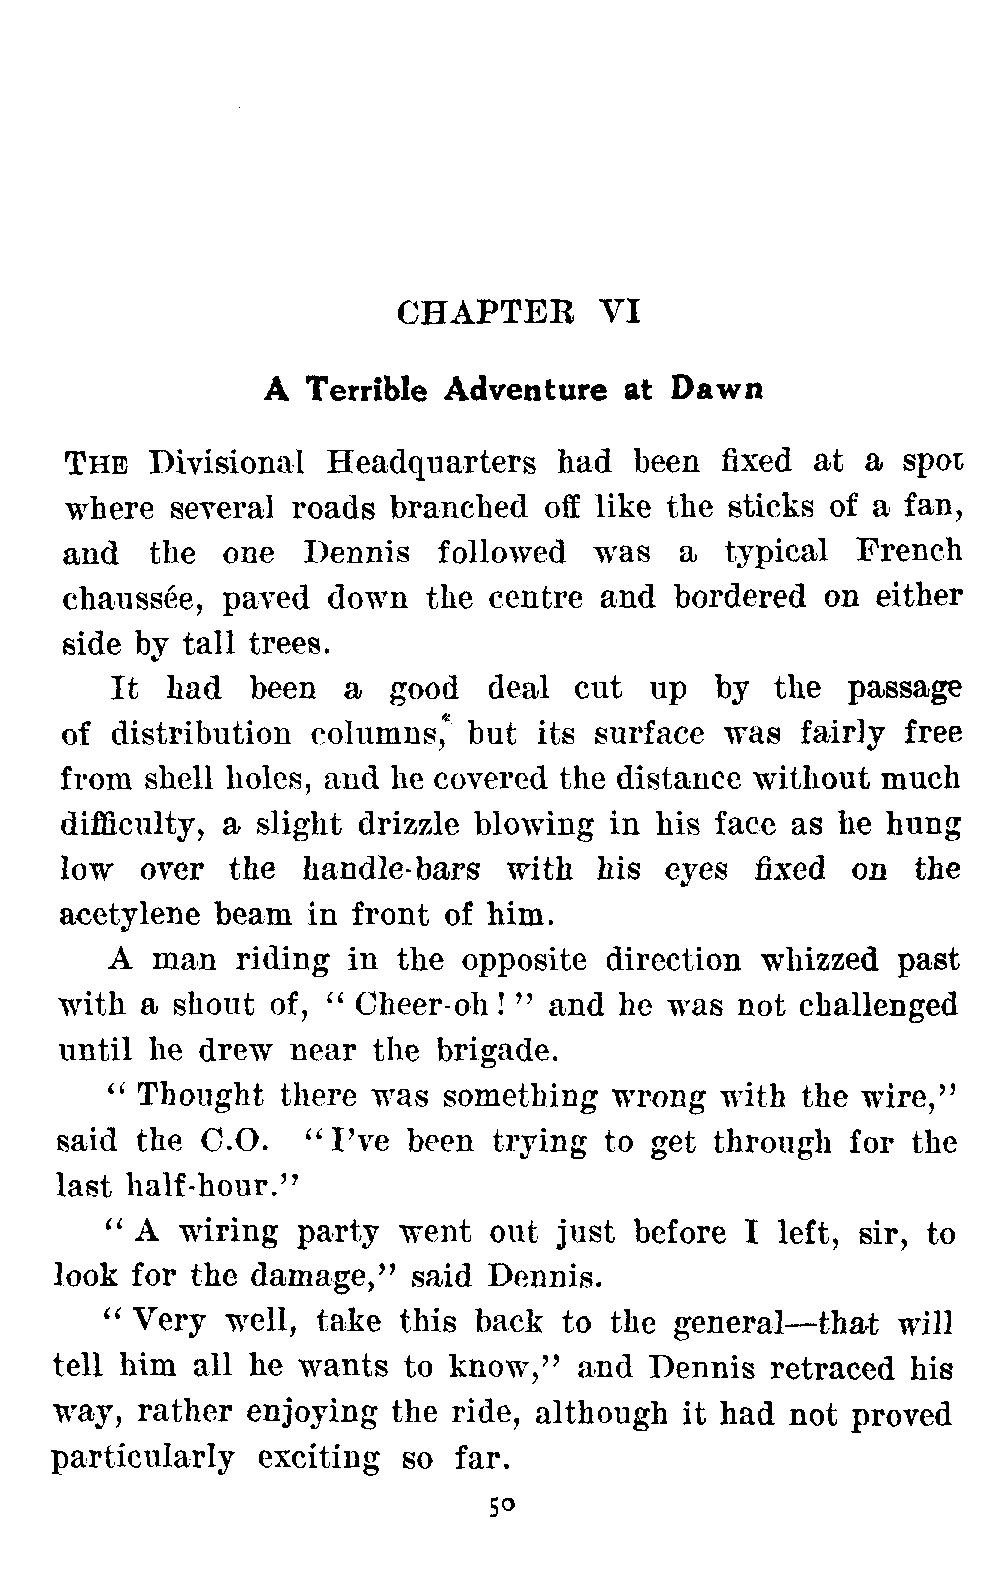 CHAPTER VI
A Terrible Adventure at Dawn
THE Divisional Headquarters had been fixed at a spot
where several roads branched off like the sticks of a fan,
and the one Dennis followed was a typical French
chaussée, paved down the centre and bordered on either
side by tall trees.
It had been a good deal cut up by the passage
of distribution columns, but its surface was fairly free
from shell holes, and he covered the distance without much
difficulty, a slight drizzle blowing in his face as he hung
low over the handle-bars with his eyes fixed on the
acetylene beam in front of him.
A man riding in the opposite direction whizzed past
with a shout of, “ Cheer-oh ! ” and he was not challenged
until he drew near the brigade.
“ Thought there was something wrong with the wire,”
said the C.O. “ I’ve been trying to get through for the
last half-hour.”
“ A wiring party went out just before I left, sir, to
look for the damage,” said Dennis.
“ Very well, take this back to the general—that will
tell him all he wants to know,” and Dennis retraced his
way, rather enjoying the ride, although it had not proved
particularly exciting so far.
50